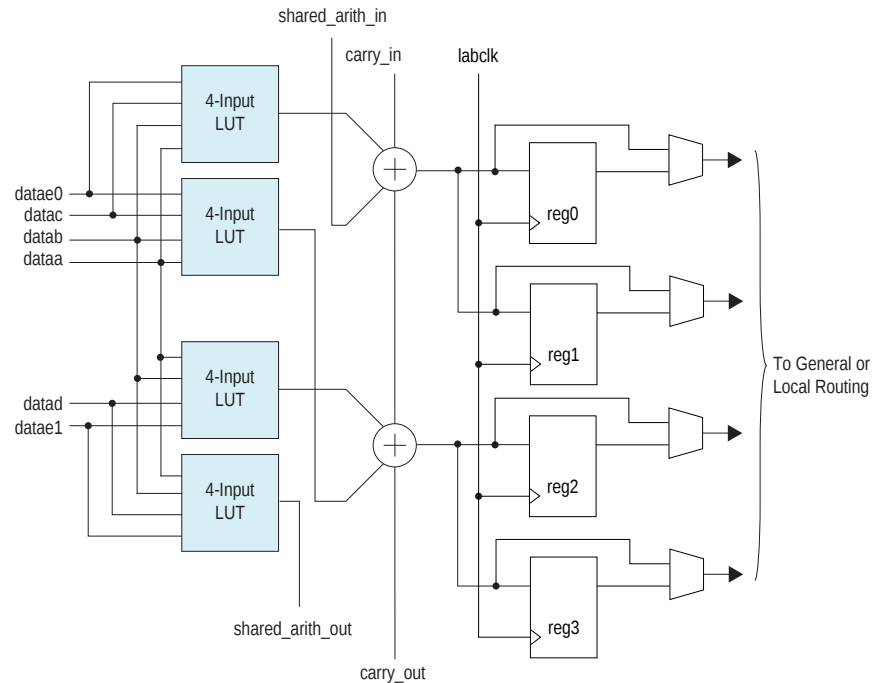 shared_arith_in
carry_in
labclk
4-Input
LUT
datae0
datac
datab
dataa
4-Input
LUT
reg0
reg1
To General or
Local Routing
4-Input
LUT
datad
datae1
reg2
4-Input
LUT
reg3
shared_arith_out
carry_out